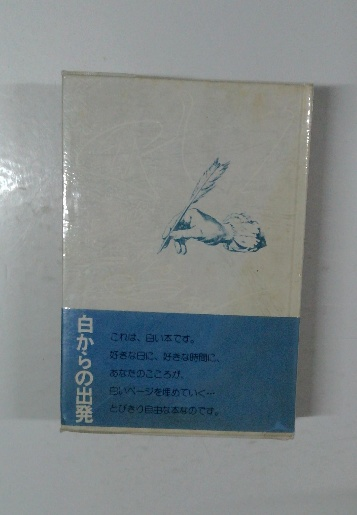 白からの出発
これは、白い本です。
好きな日に、好きな時間に、
あなたのこころが、
白いページを埋めていく…
とびきり自由な本なのです。